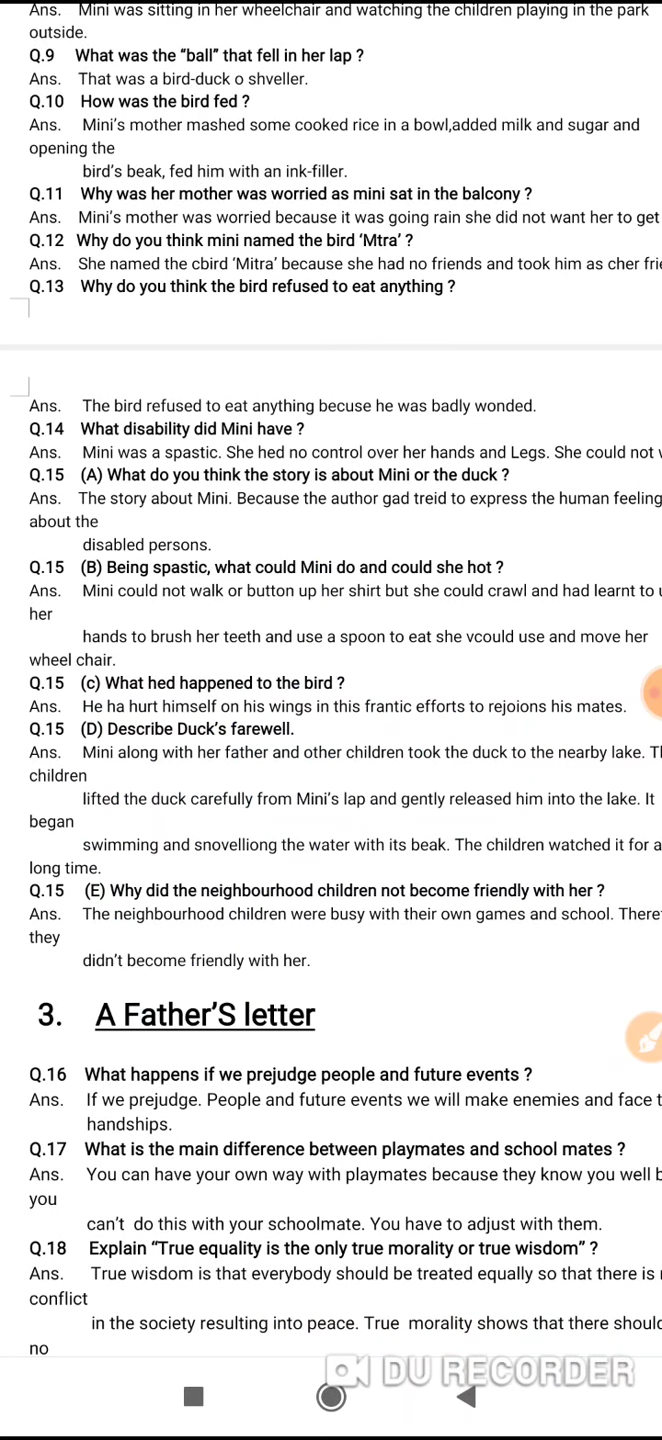 Ans. Mini was sitting in her wheelchair and watching the children playing in the park
outside.
Q.9 What was the “ball” that fell in her lap ?
Ans. That was a bird-duck o shveller.
Q.10 How was the bird fed ?
Ans. Mini’s mother mashed some cooked rice in a bowl,added milk and sugar and
opening the
bird’s beak, fed him with an ink-filler.
Q.11 Why was her mother was worried as mini sat in the balcony ?
Ans. Mini’s mother was worried because it was going rain she did not want her to get
Q.12 Why do you think mini named the bird ‘Mtra’ ?
Ans. She named the cbird ‘Mitra’ because she had no friends and took him as cher
Q.13 Why do you think the bird refused to eat anything ?
Ans. The bird refused to eat anything becuse he was badly wonded.
Q.14 What disability did Mini have ?
Ans. Mini was a spastic. She hed no control over her hands and Legs. She could not
Q.15 (A) What do you think the story is about Mini or the duck ?
Ans. The story about Mini. Because the author gad treid to express the human feeling
about the
disabled persons.
Q.15 (B) Being spastic, what could Mini do and could she hot ?
Ans. Mini could not walk or button up her shirt but she could crawl and had learnt to
her
hands to brush her teeth and use a spoon to eat she vcould use and move her
wheel chair.
Q.15 (c) What hed happened to the bird ?
Ans. He ha hurt himself on his wings in this frantic efforts to rejoions his mates.
Q.15 (D) Describe Duck’s farewell.
Ans. Mini along with her father and other children took the duck to the nearby lake.
children
lifted the duck carefully from Mini’s lap and gently released him into the lake. It
began
swimming and snovelliong the water with its beak. The children watched it for a
long time.
Q.15 (E) Why did the neighbourhood children not become friendly with her ?
Ans. The neighbourhood children were busy with their own games and school.
they
didn’t become friendly with her.
3. A Father’S letter
Q.16 What happens if we prejudge people and future events ?
Ans. If we prejudge. People and future events we will make enemies and face
handships.
Q.17 What is the main difference between playmates and school mates ?
Ans. You can have your own way with playmates because they know you well
you
can’t do this with your schoolmate. You have to adjust with them.
Q.18 Explain “True equality is the only true morality or true wisdom” ?
Ans. True wisdom is that everybody should be treated equally so that there is
conflict
in the society resulting into peace. True morality shows that there
no
DU RECORDER